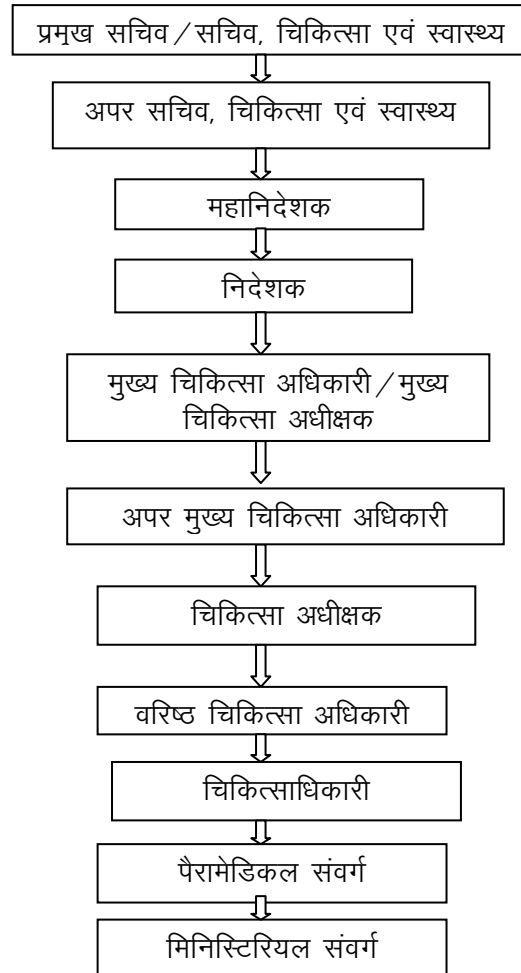 प्रमुख सचिव/सचिव, चिकित्सा एवं स्वास्थ्य
अपर सचिव, चिकित्सा एवं स्वास्थ्य
महानिदेशक
निदेशक
मुख्य चिकित्सा अधिकारी/मुख्य
चिकित्सा अधीक्षक
अपर मुख्य चिकित्सा अधिकारी
चिकित्सा अधीक्षक
वरिष्ठ चिकित्सा अधिकारी
चिकित्साधिकारी
पैरामेडिकल संवर्ग
मिनिस्टिरियल संवर्ग